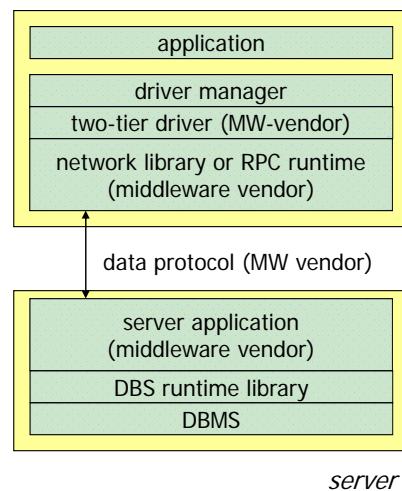 application
driver manager
two-tier driver (MW-vendor)
network library or RPC runtime
(middleware vendor)
data protocol (MW vendor)
server application
(middleware vendor)
DBS runtime library
DBMS
server